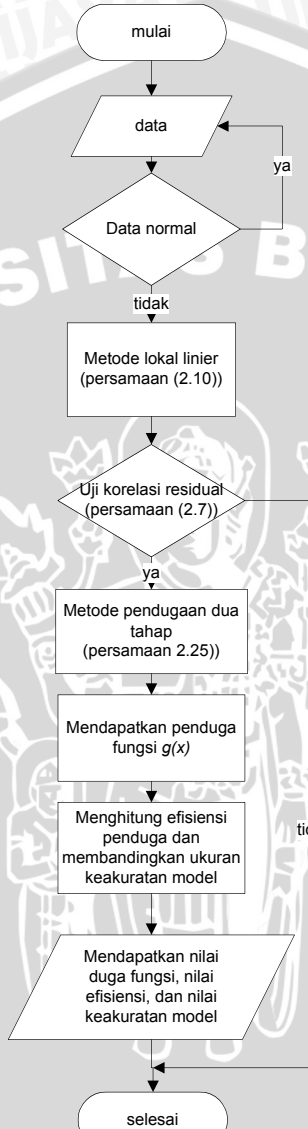 mulai
data
ya
Data normal
tidak
Metode lokal linier
(persamaan (2.10))
Uji korelasi residual
(persamaan (2.7))
ya
Metode pendugaan dua
tahap
(persamaan 2.25))
Mendapatkan penduga
fungsi g(x)
Menghitung efisiensi
penduga dan
membandingkan ukuran
keakuratan model
Mendapatkan nilai
duga fungsi, nilai
efisiensi, dan nilai
keakuratan model
selesai